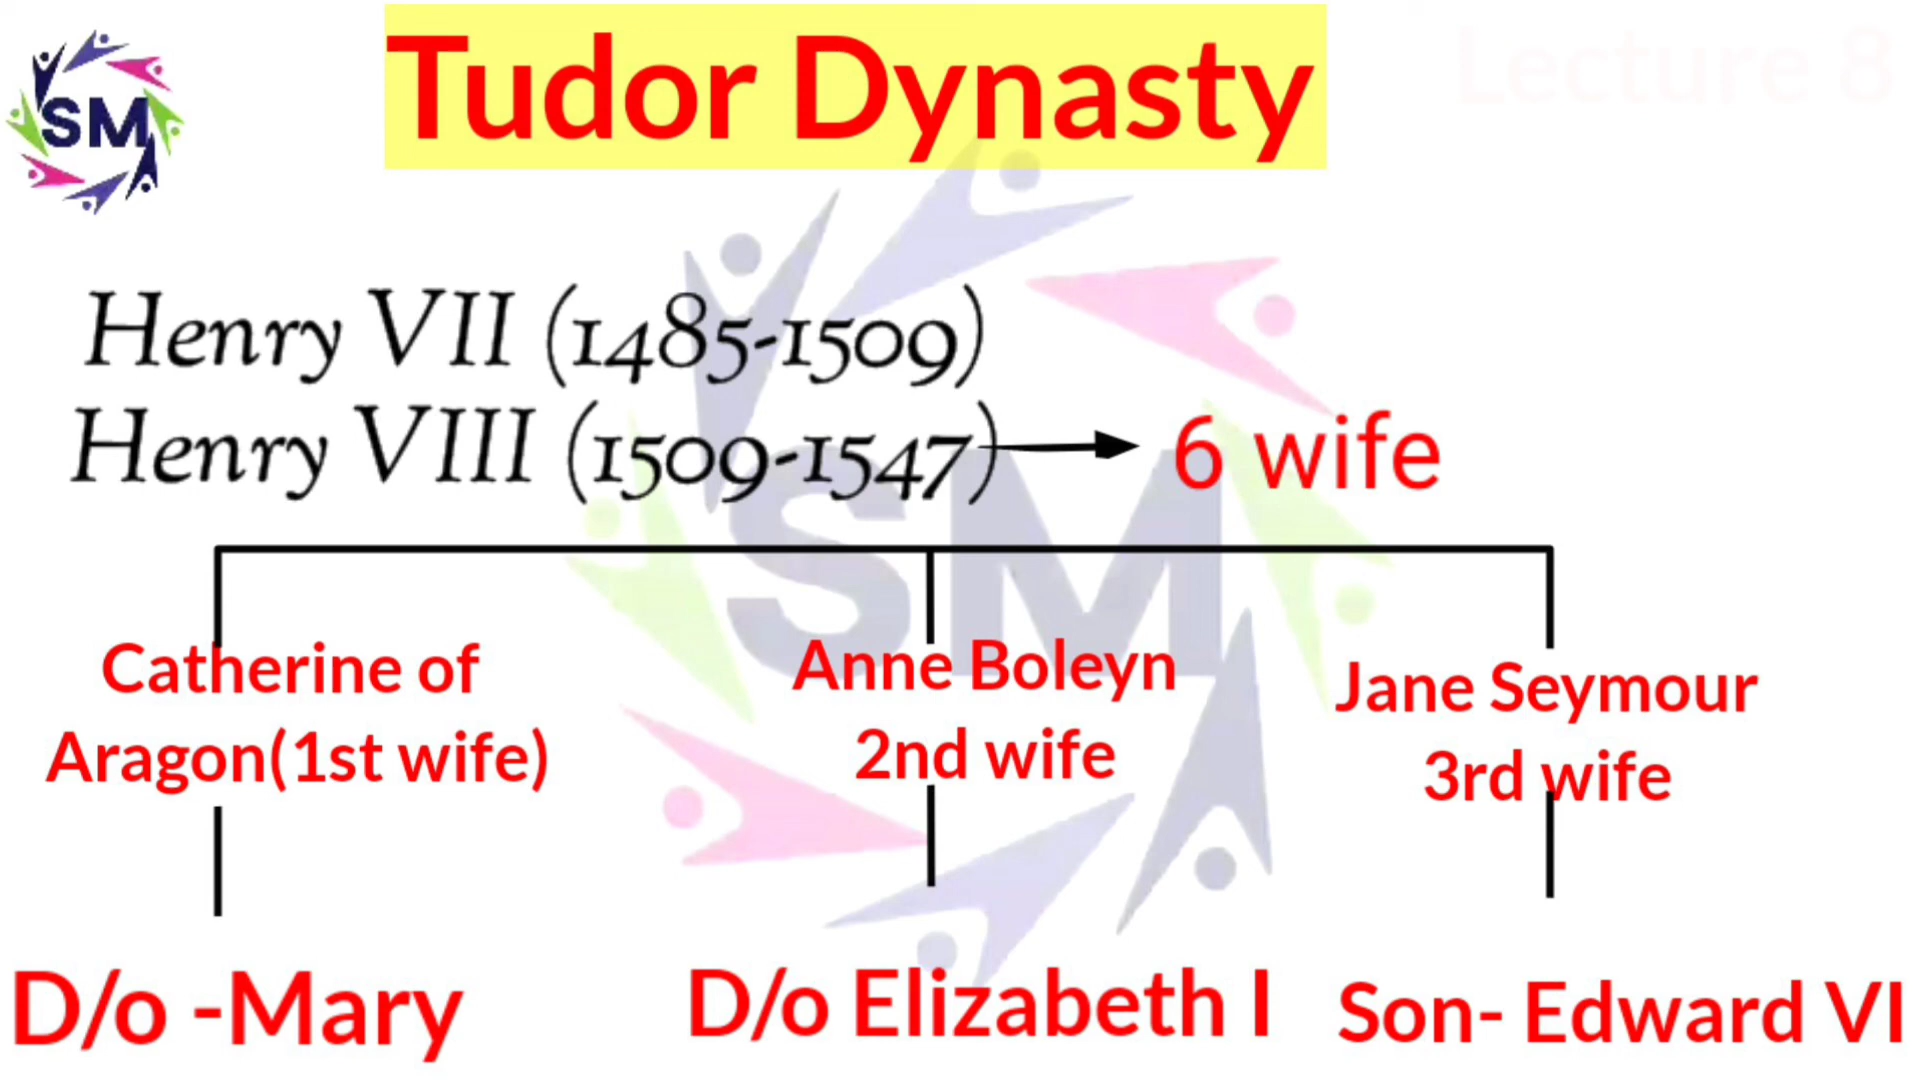 Tudor Dynasty
Lecture 8
SM
Henry VII (1485-1509)
Henry VIII (1509-1547)
6 wife
SM
Catherine of
Aragon(1st wife)
Anne Boleyn
2nd wife
Jane Seymour
3rd wife
D/o -Mary
D/o Elizabeth I
Son- Edward VI